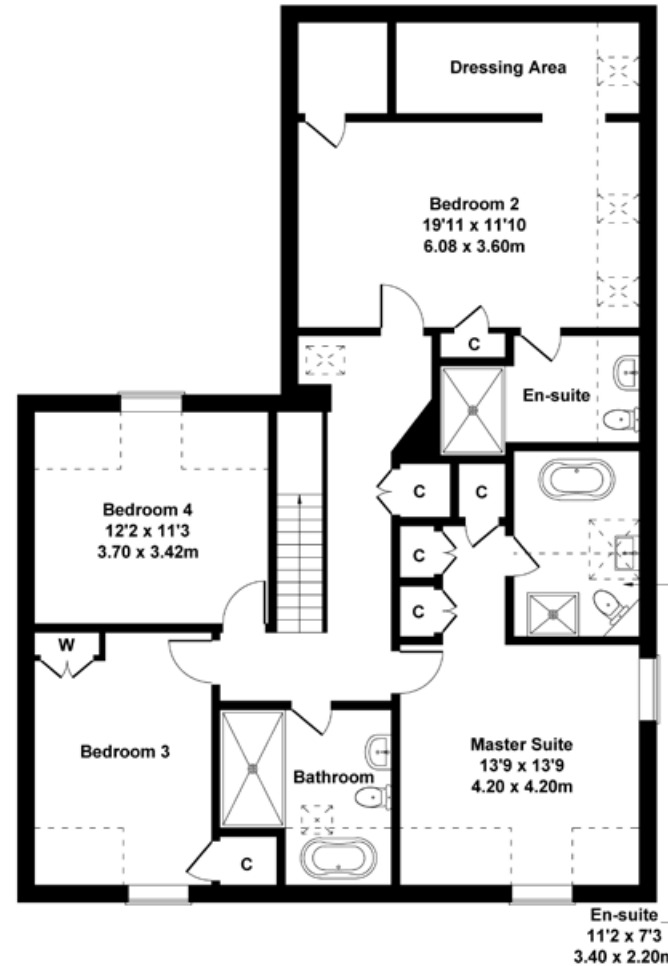 Dressing Area
Bedroom 2
19'11 x 11'10
6.08 x 3.60m
C
En-suite
Bedroom 4
12'2 x 11'3
3.70 x 3.42m
C
C
C
C
W
Bedroom 3
Master Suite
13'9 x 13'9
4.20 x 4.20m
Bathroom
C
En-suite
11'2 x 7'3
3.40 x 2.20m